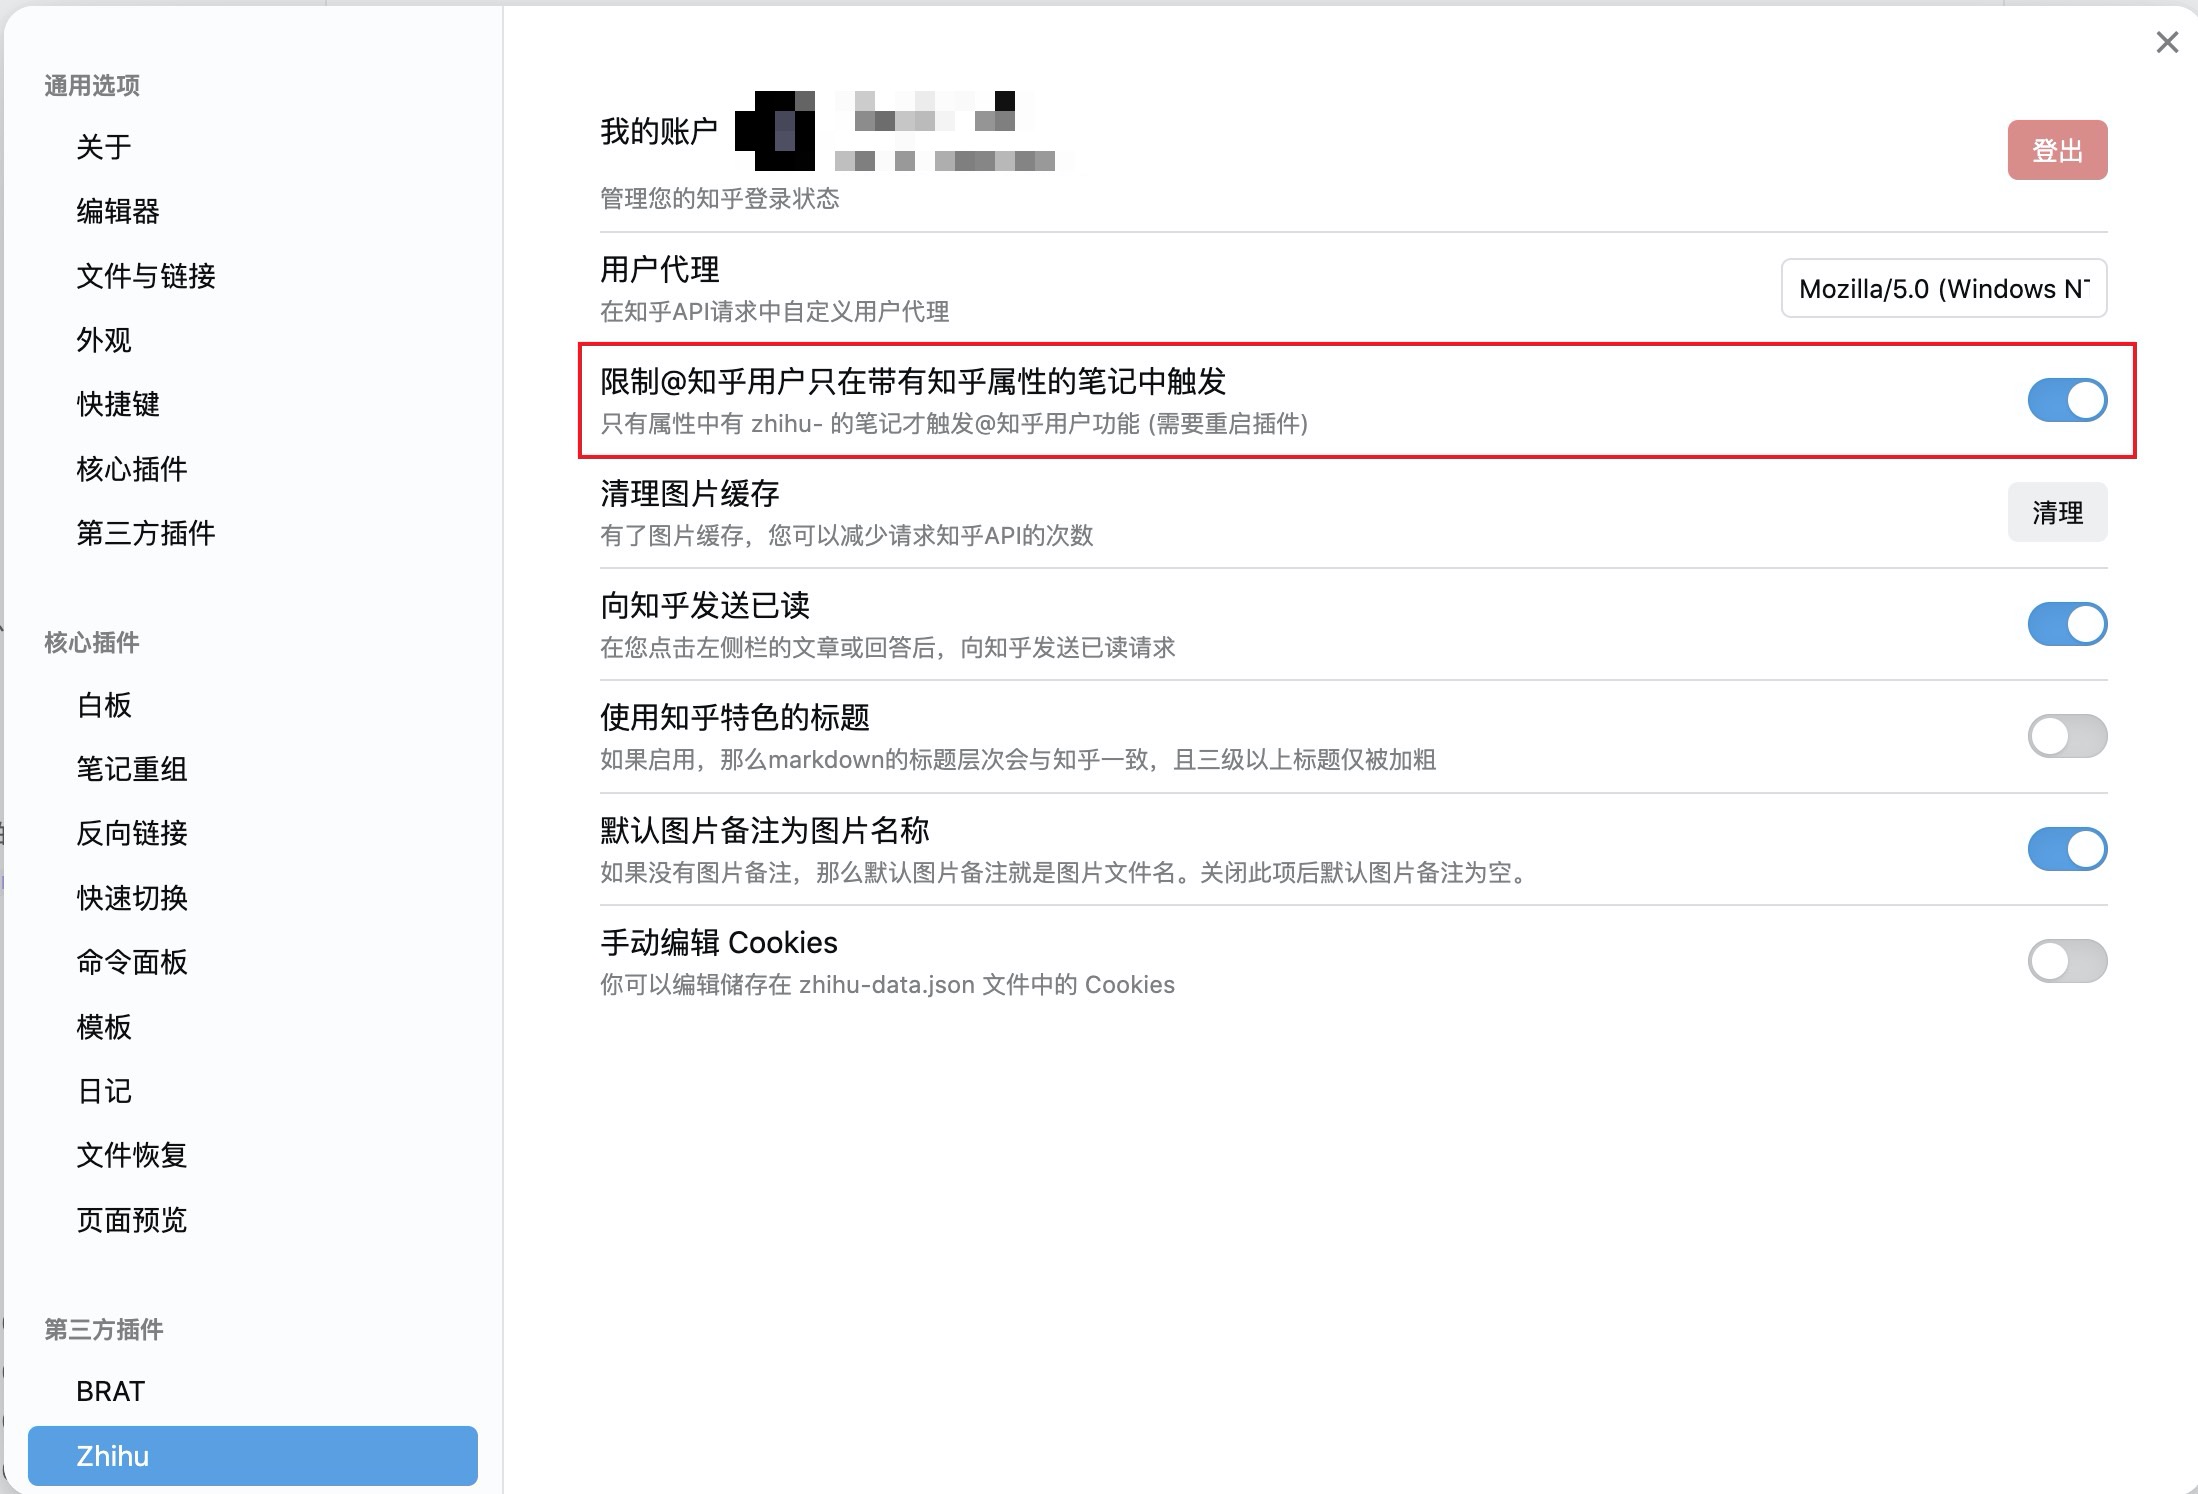 通用选项
关于
编辑器
文件与链接
外观
快捷键
核心插件
第三方插件
核心插件
白板
笔记重组
反向链接
快速切换
命令面板
模板
日记
文件恢复
页面预览
第三方插件
BRAT
Zhihu
我的账户
管理您的知乎登录状态
登出
用户代理
在知乎API请求中自定义用户代理
Mozilla/5.0 (Windows NT
限制@知乎用户只在带有知乎属性的笔记中触发
只有属性中有 zhihu- 的笔记才触发@知乎用户功能 (需要重启插件)
清理图片缓存
有了图片缓存，您可以减少请求知乎API的次数
清理
向知乎发送已读
在您点击左侧栏的文章或回答后，向知乎发送已读请求
使用知乎特色的标题
如果启用，那么markdown的标题层次会与知乎一致，且三级以上标题仅被加粗
默认图片备注为图片名称
如果没有图片备注，那么默认图片备注就是图片文件名。关闭此项后默认图片备注为空。
手动编辑 Cookies
你可以编辑储存在 zhihu-data.json 文件中的 Cookies